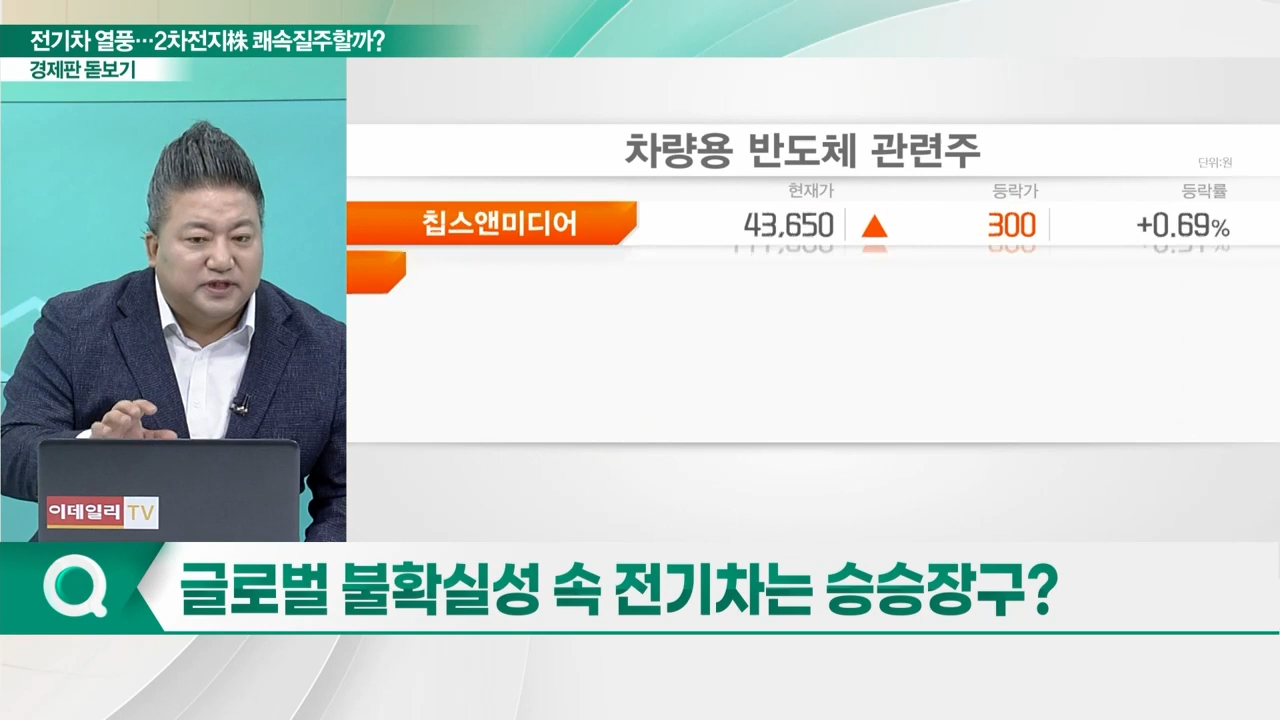 전기차 열풍…2차전지株 쾌속질주할까?
경제판 돋보기
차량용 반도체 관련주
단위:원
현재가 등락가 등락률
칩스앤미디어 43,650 ▲ 300 +0.69%
이데일리TV
글로벌 불확실성 속 전기차는 승승장구?